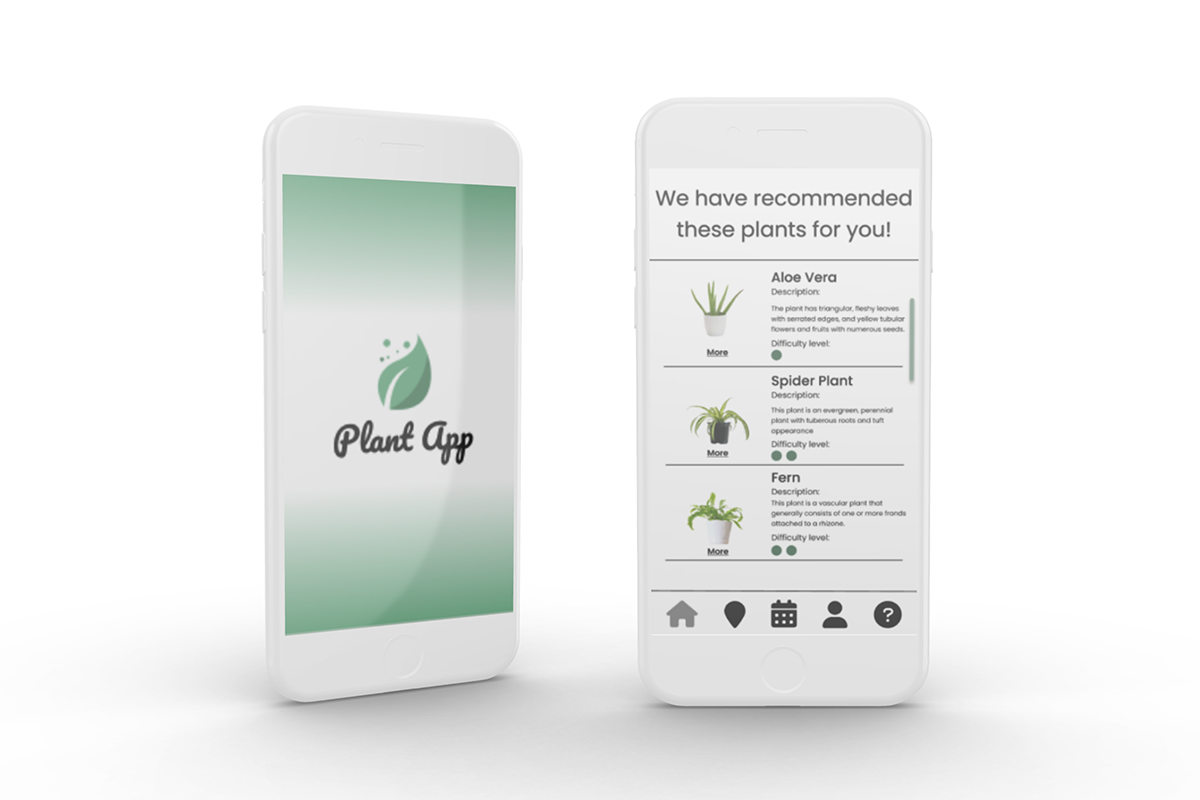 Plant App
We have recommended
these plants for you!
Aloe Vera
Description:
The plant has triangular, fleshy leaves
with serrated edges, and yellow tubular
flowers and fruits with numerous seeds.
Difficulty level:
More
Spider Plant
Description:
This plant is an evergreen, perennial
plant with tuberous roots and tuft
appearance
Difficulty level:
More
Fern
Description:
This plant is a vascular plant that
generally consists of one or more frands
attached to a rhizone.
Difficulty level:
More
?